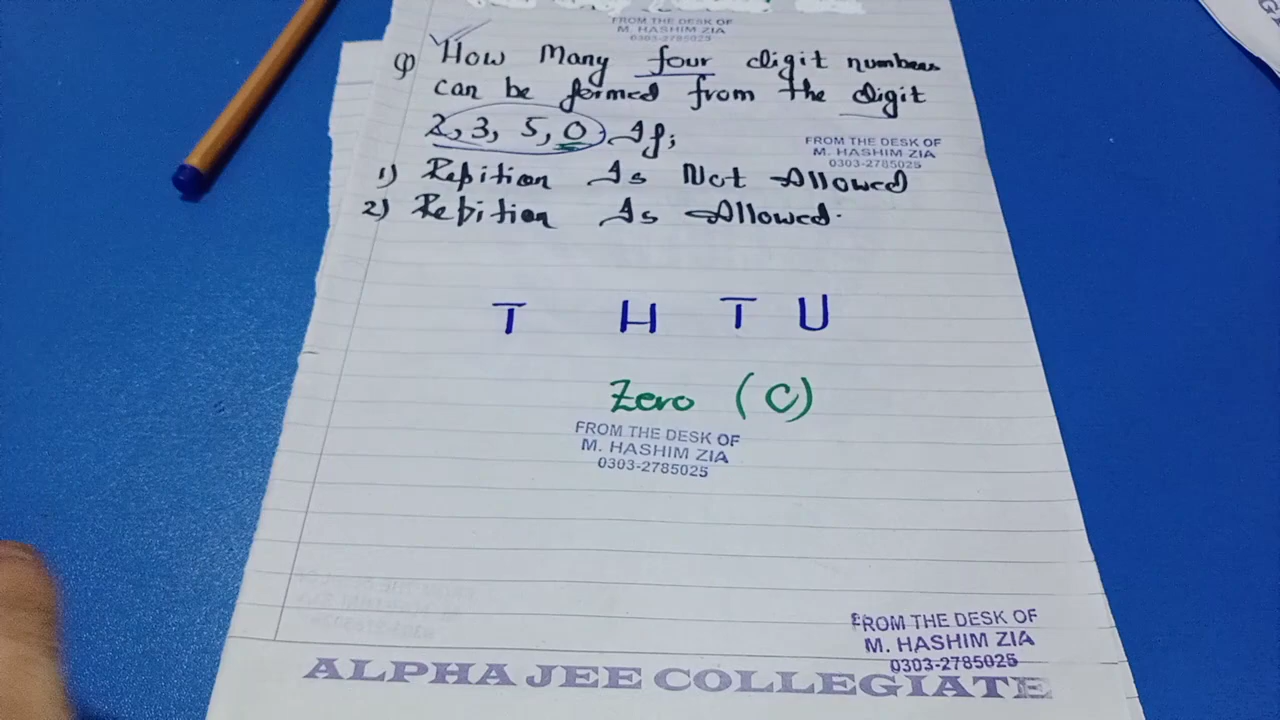 FROM THE DESK OF
M. HASHIM ZIA
0303-2785025
Q How Many four digit numbers
can be formed from the digit
2, 3, 5, 0 If;
FROM THE DESK OF
M. HASHIM ZIA
0303-2785025
1) Repition Is Not Allowed
2) Repition Is Allowed.
T H T U
Zero (C)
FROM THE DESK OF
M. HASHIM ZIA
0303-2785025
FROM THE DESK OF
M. HASHIM ZIA
0303-2785025
ALPHA JEE COLLEGIATE